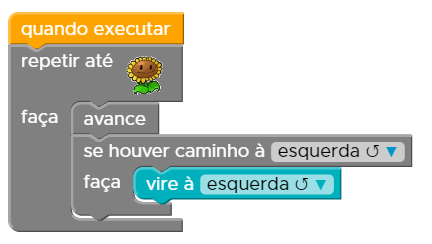 quando executar
repetir até
faça
avance
se houver caminho à esquerda ↺ ▼
faça
vire à esquerda ↺ ▼